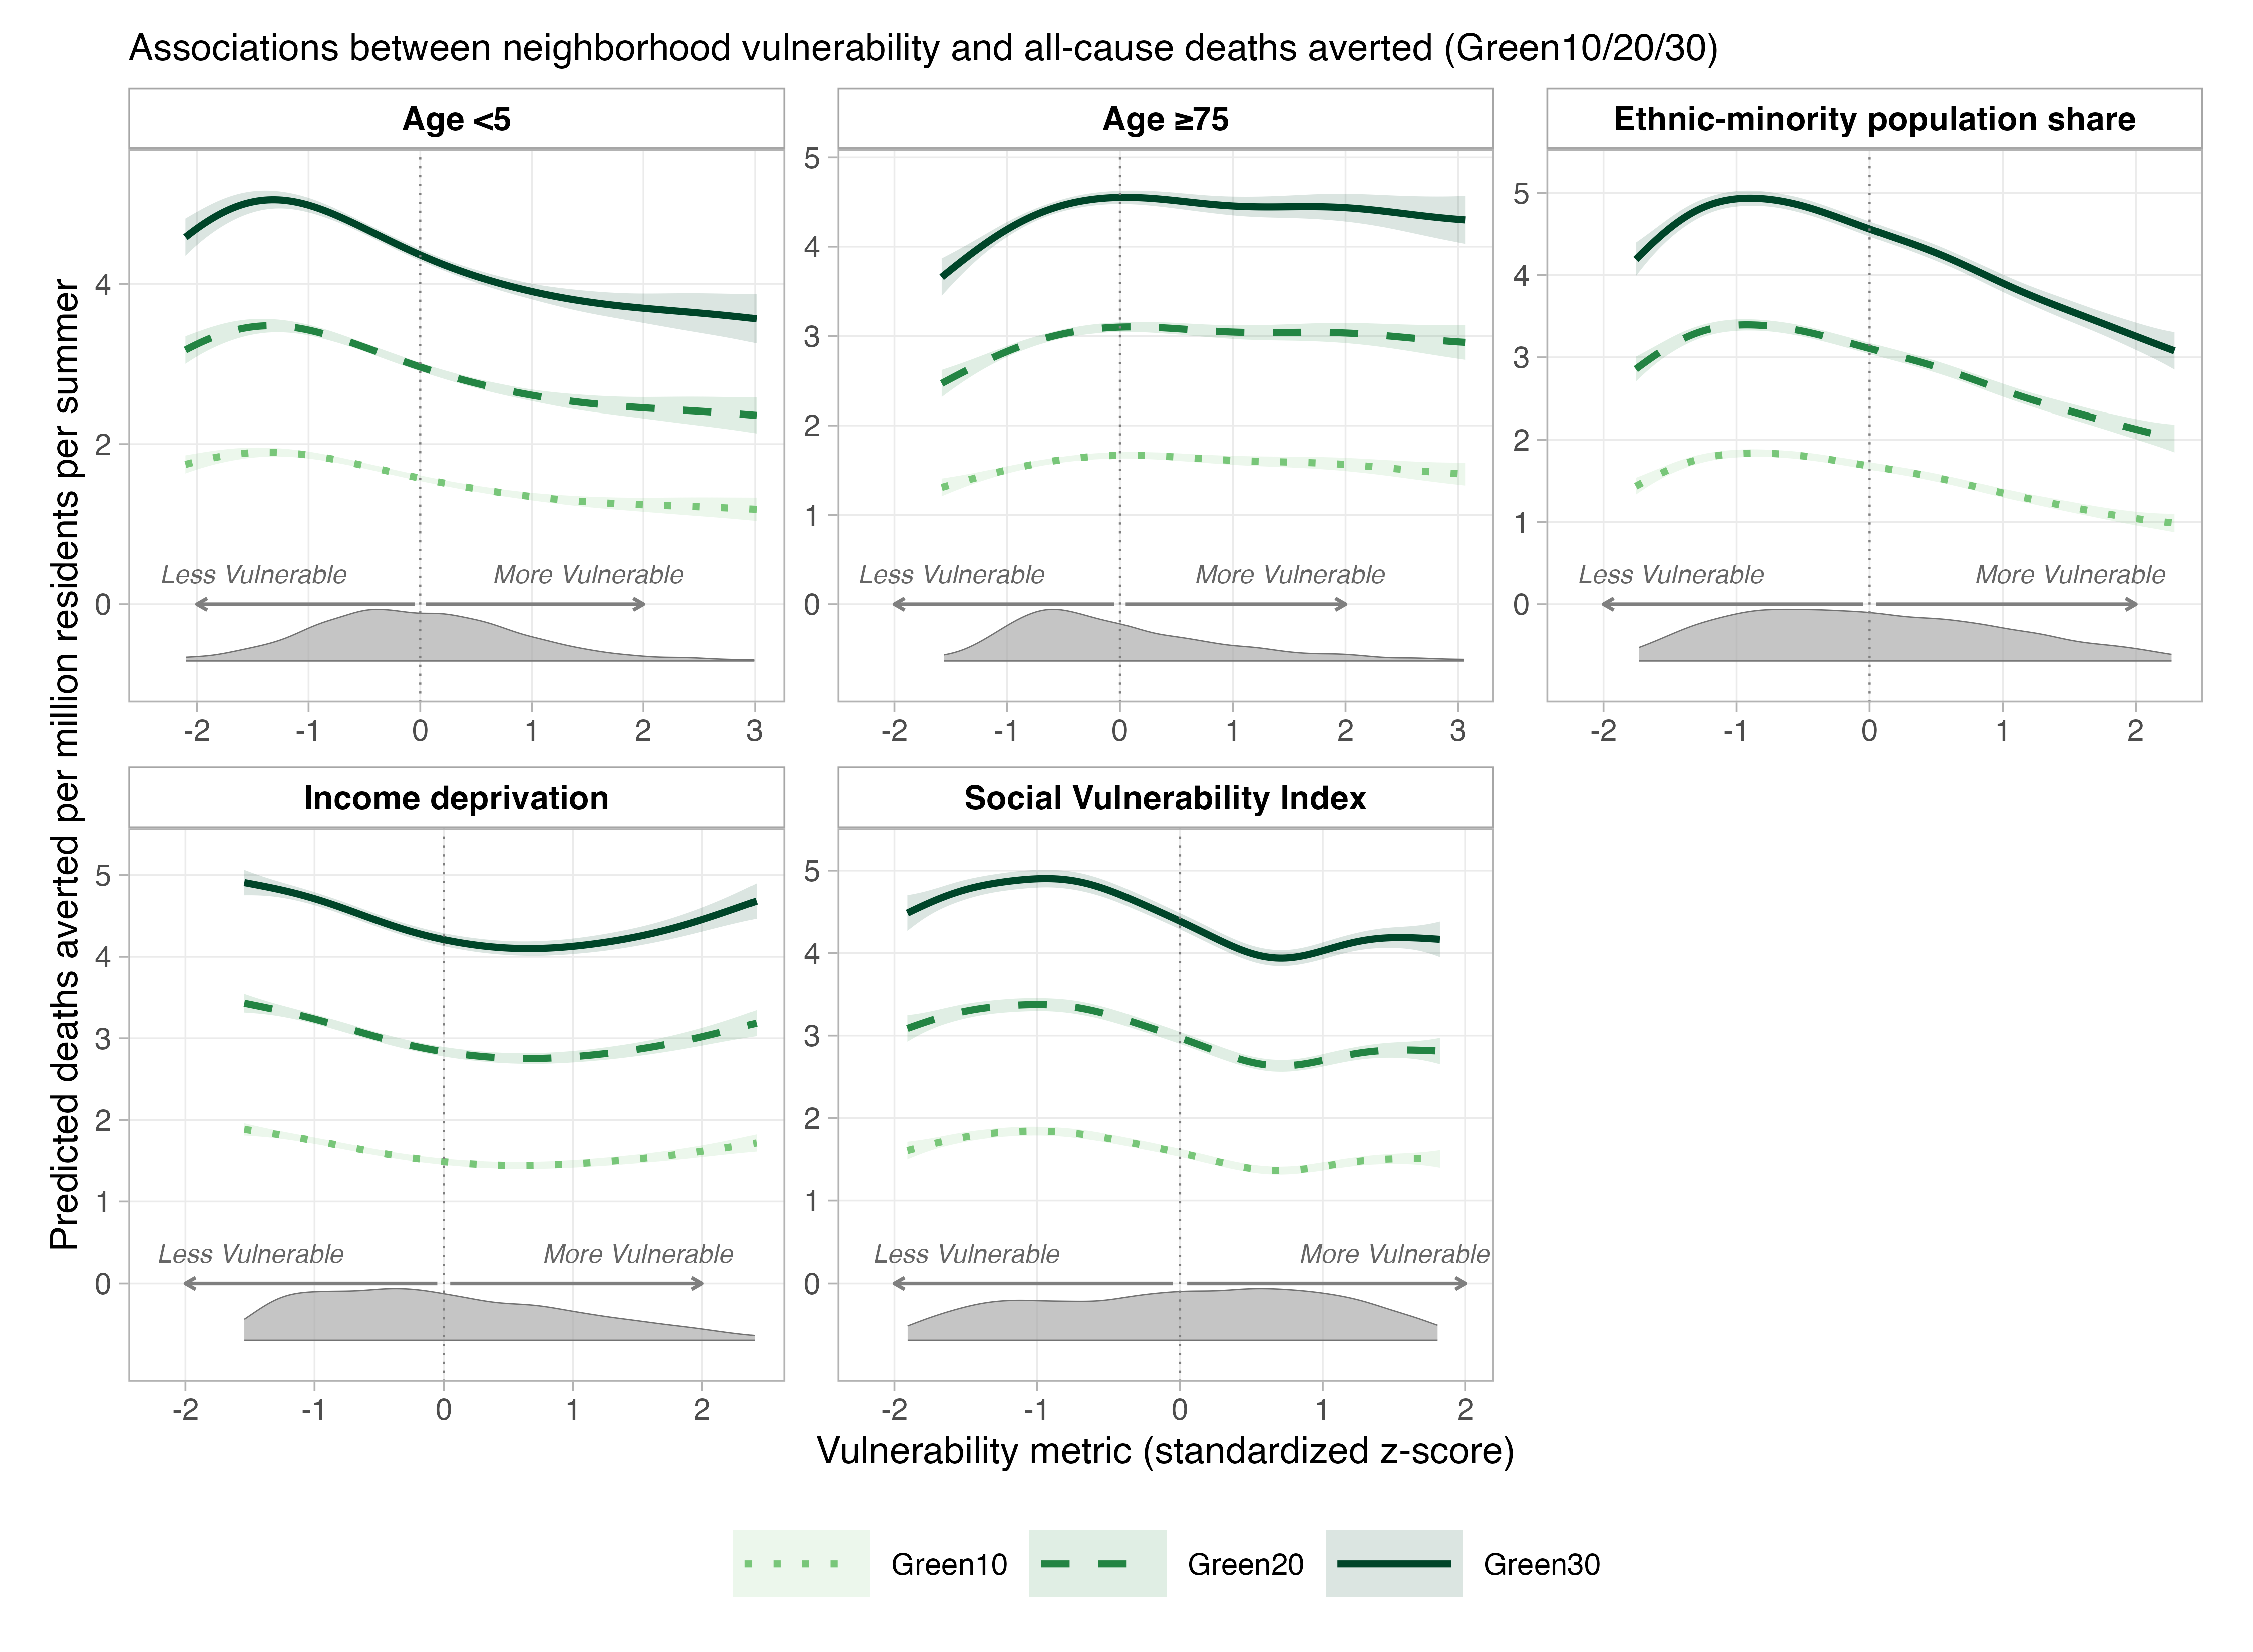 Associations between neighborhood vulnerability and all-cause deaths averted (Green10/20/30)
Predicted deaths averted per million residents per summer
Age <5
4
2
0
Less Vulnerable
More Vulnerable
-2 -1 0 1 2 3
Age ≥75
5
4
3
2
1
0
Less Vulnerable
More Vulnerable
-2 -1 0 1 2 3
Ethnic-minority population share
5
4
3
2
1
0
Less Vulnerable
More Vulnerable
-2 -1 0 1 2
Income deprivation
5
4
3
2
1
0
Less Vulnerable
More Vulnerable
-2 -1 0 1 2
Social Vulnerability Index
5
4
3
2
1
0
Less Vulnerable
More Vulnerable
-2 -1 0 1 2
Vulnerability metric (standardized z-score)
Green10
Green20
Green30